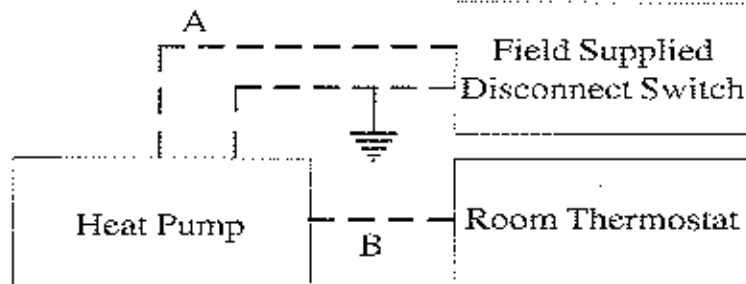 A
Field Supplied
Disconnect Switch
Heat Pump
B
Room Thermostat